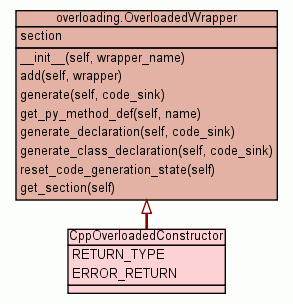 overloading.OverloadedWrapper
section
__init__(self, wrapper_name)
add(self, wrapper)
generate(self, code_sink)
get_py_method_def(self, name)
generate_declaration(self, code_sink)
generate_class_declaration(self, code_sink)
reset_code_generation_state(self)
get_section(self)
CppOverloadedConstructor
RETURN_TYPE
ERROR_RETURN